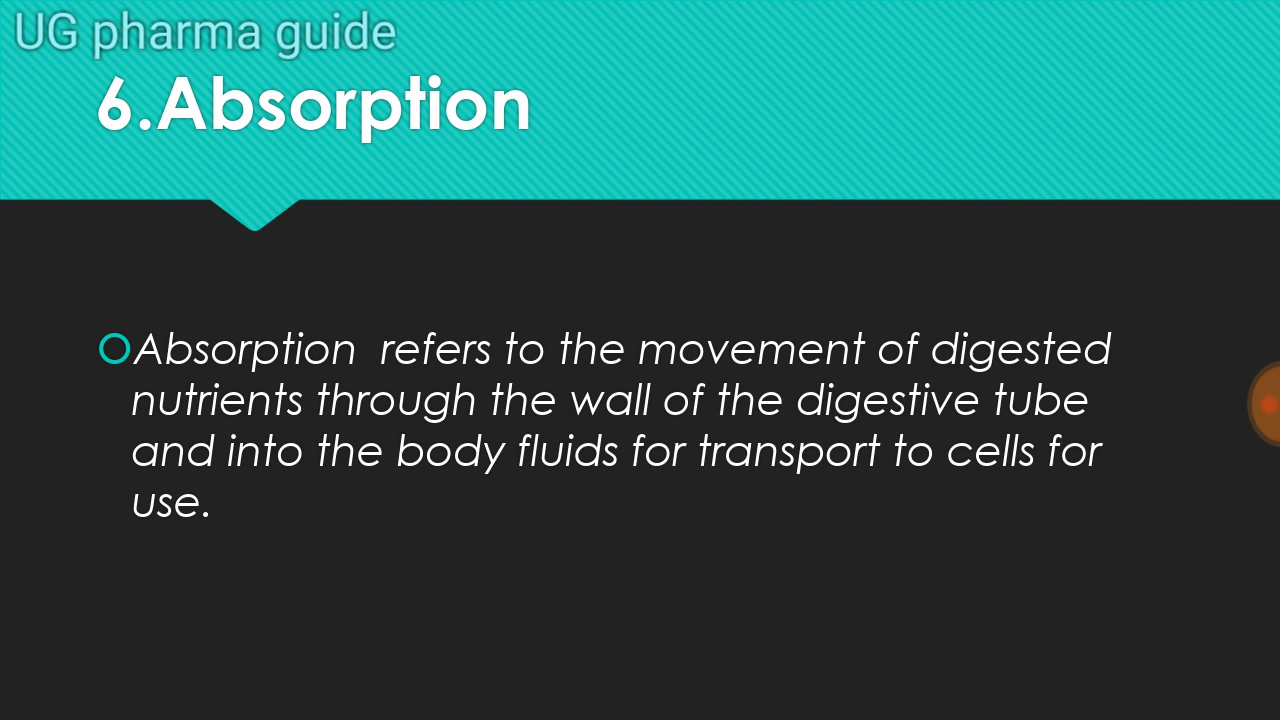 UG pharma guide
6.Absorption
Absorption  refers to the movement of digested
nutrients through the wall of the digestive tube
and into the body fluids for transport to cells for
use.